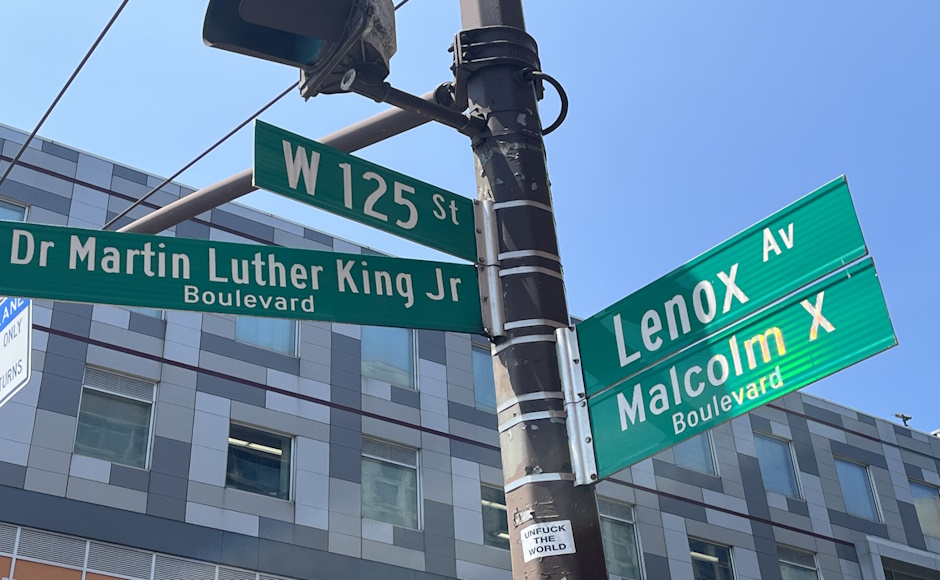 W 125 St
Dr Martin Luther King Jr
Boulevard
Lenox Av
Malcolm X
Boulevard
ONLY
UNFUCK
THE
WORLD